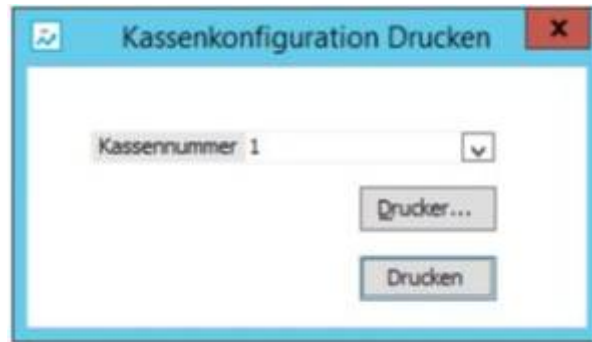 Kassenkonfiguration Drucken
Kassennummer 1
Drucker...
Drucken